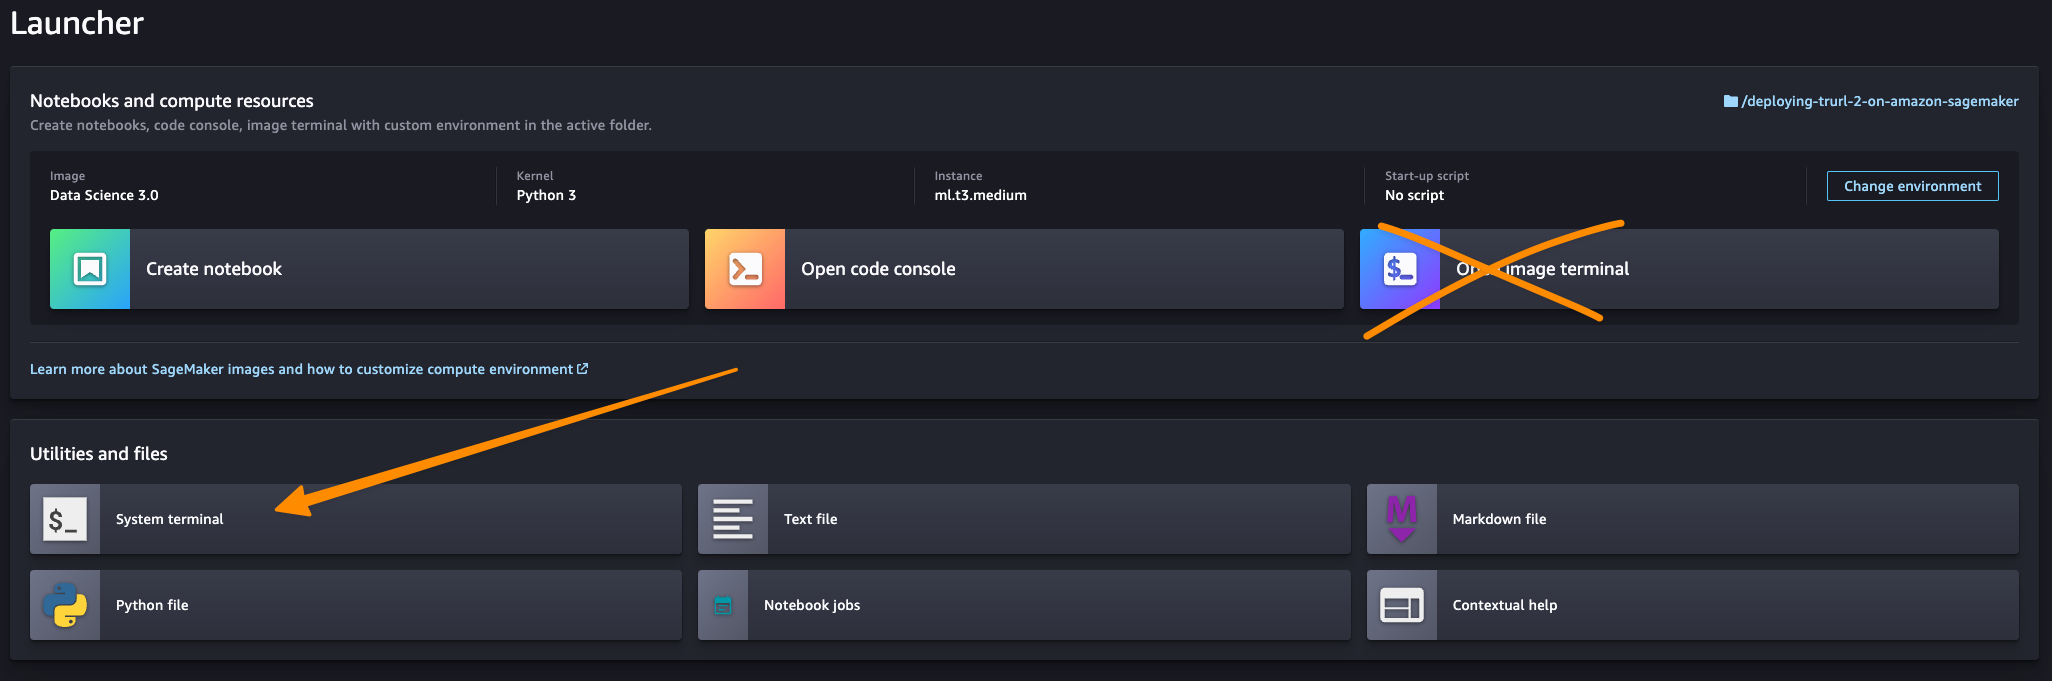 Launcher
Notebooks and compute resources
/deploying-trurl-2-on-amazon-sagemaker
Create notebooks, code console, image terminal with custom environment in the active folder.
Image
Data Science 3.0
Kernel
Python 3
Instance
ml.t3.medium
Start-up script
No script
Change environment
Create notebook
Open code console
$_
Open image terminal
Learn more about SageMaker images and how to customize compute environment
Utilities and files
$_
System terminal
Text file
M
Markdown file
Python file
Notebook jobs
Contextual help